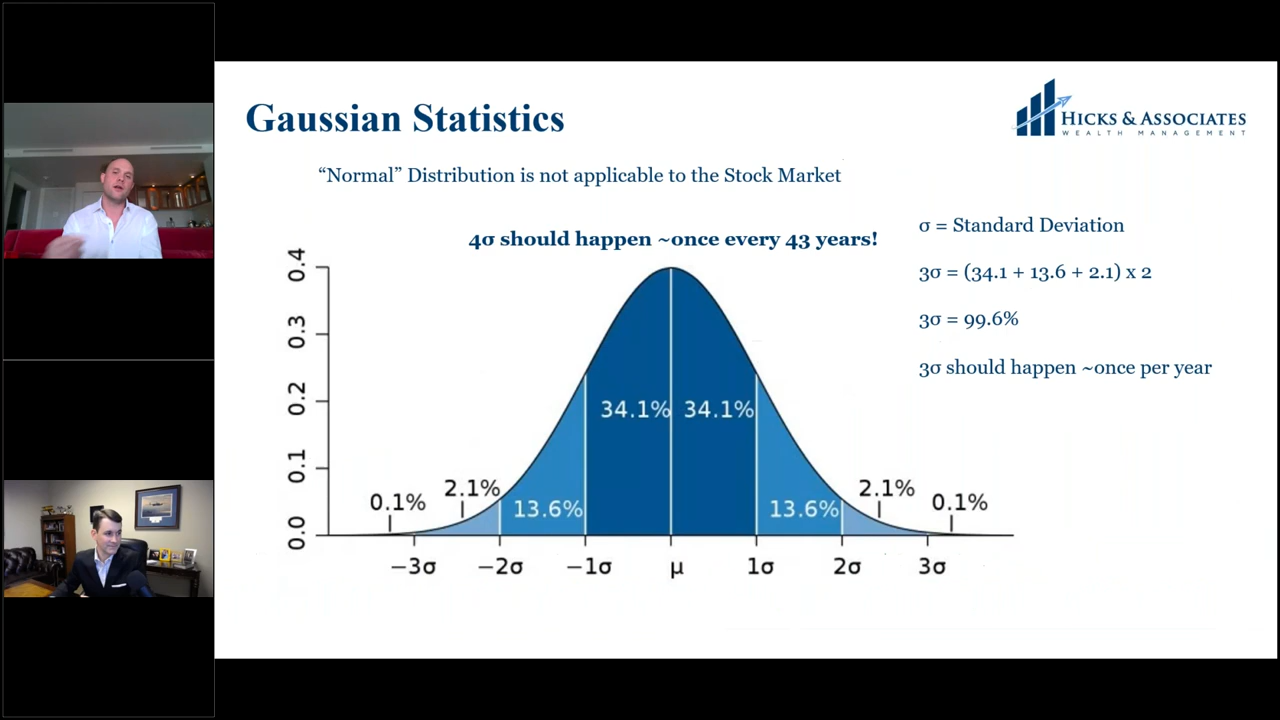 Gaussian Statistics
HICKS & ASSOCIATES
WEALTH MANAGEMENT
“Normal” Distribution is not applicable to the Stock Market
4σ should happen ~once every 43 years!
σ = Standard Deviation
3σ = (34.1 + 13.6 + 2.1) x 2
3σ = 99.6%
3σ should happen ~once per year
0.4
0.3
0.2
0.1
0.0
34.1% 34.1%
0.1% 2.1% 13.6% 13.6% 2.1% 0.1%
−3σ −2σ −1σ μ 1σ 2σ 3σ